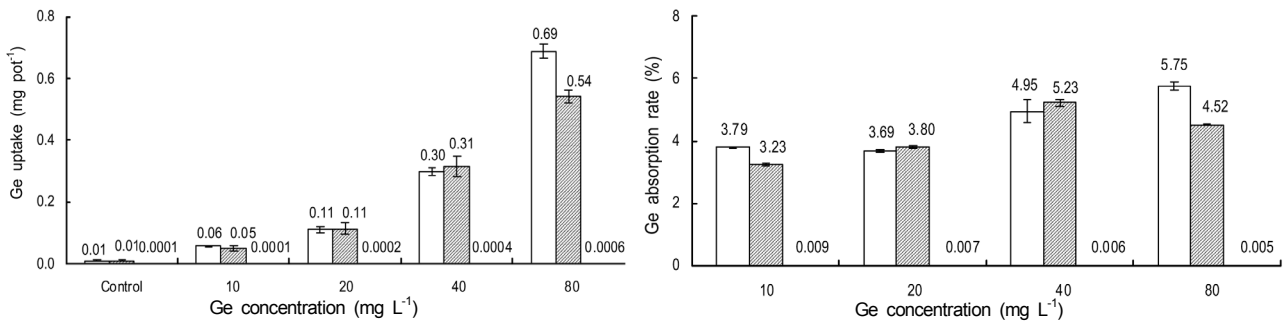 0.8
0.6
0.4
0.2
0.0
Ge uptake (mg pot⁻¹)
0.01 0.01 0.0001
0.06 0.05 0.0001
0.11 0.11 0.0002
0.30 0.31 0.0004
0.69 0.54 0.0006
Control 10 20 40 80
Ge concentration (mg L⁻¹)
8
6
4
2
0
Ge absorption rate (%)
3.79 3.23 0.009
3.69 3.80 0.007
4.95 5.23 0.006
5.75 4.52 0.005
10 20 40 80
Ge concentration (mg L⁻¹)